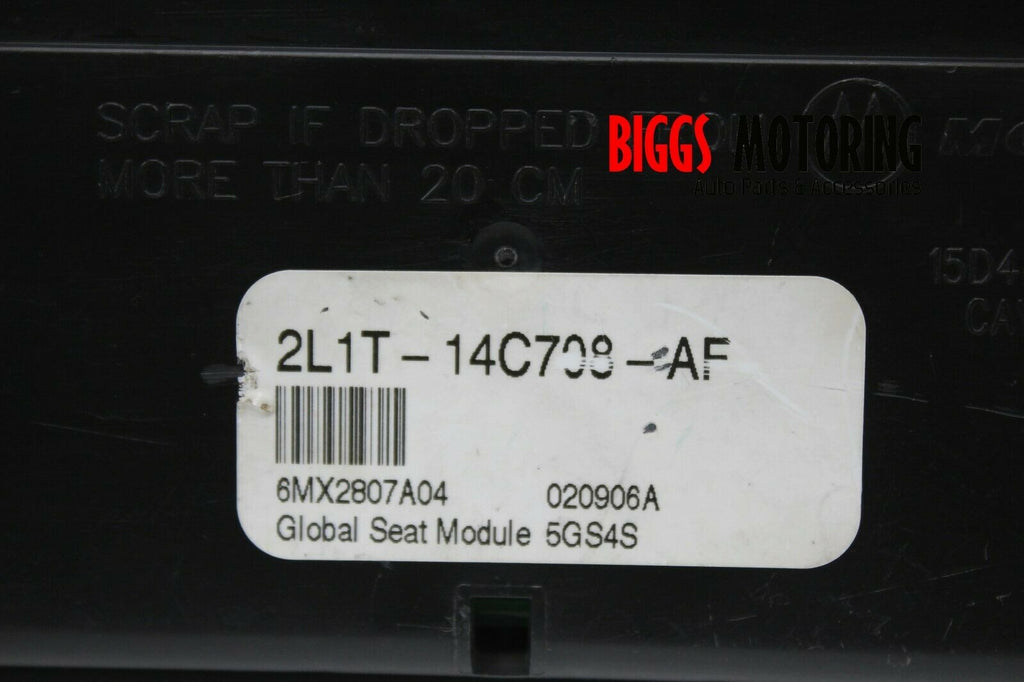 SCRAP IF DROPPED
MORE THAN 20 CM
BIGGS MOTORING
Auto Parts & Accessories
15D4
CAV
2L1T-14C708-AF
6MX2807A04 020906A
Global Seat Module 5GS4S